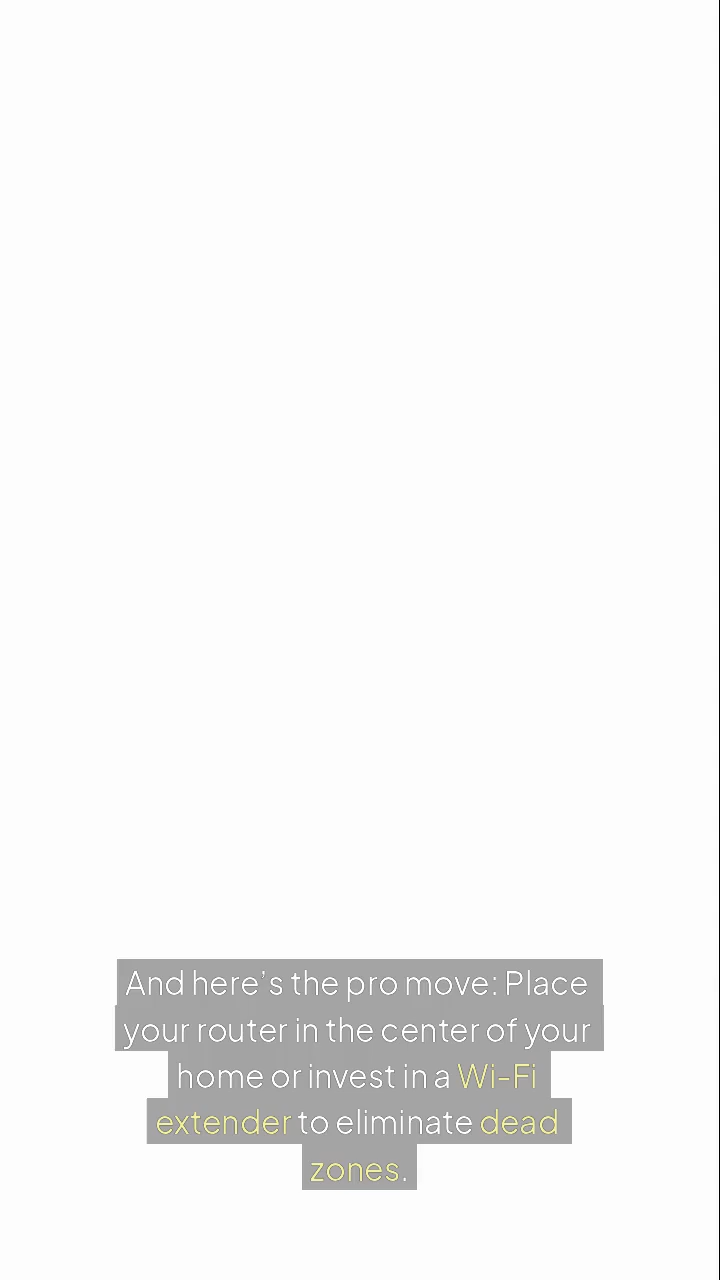 And here’s the pro move: Place
your router in the center of your
home or invest in a Wi-Fi
extender to eliminate dead
zones.